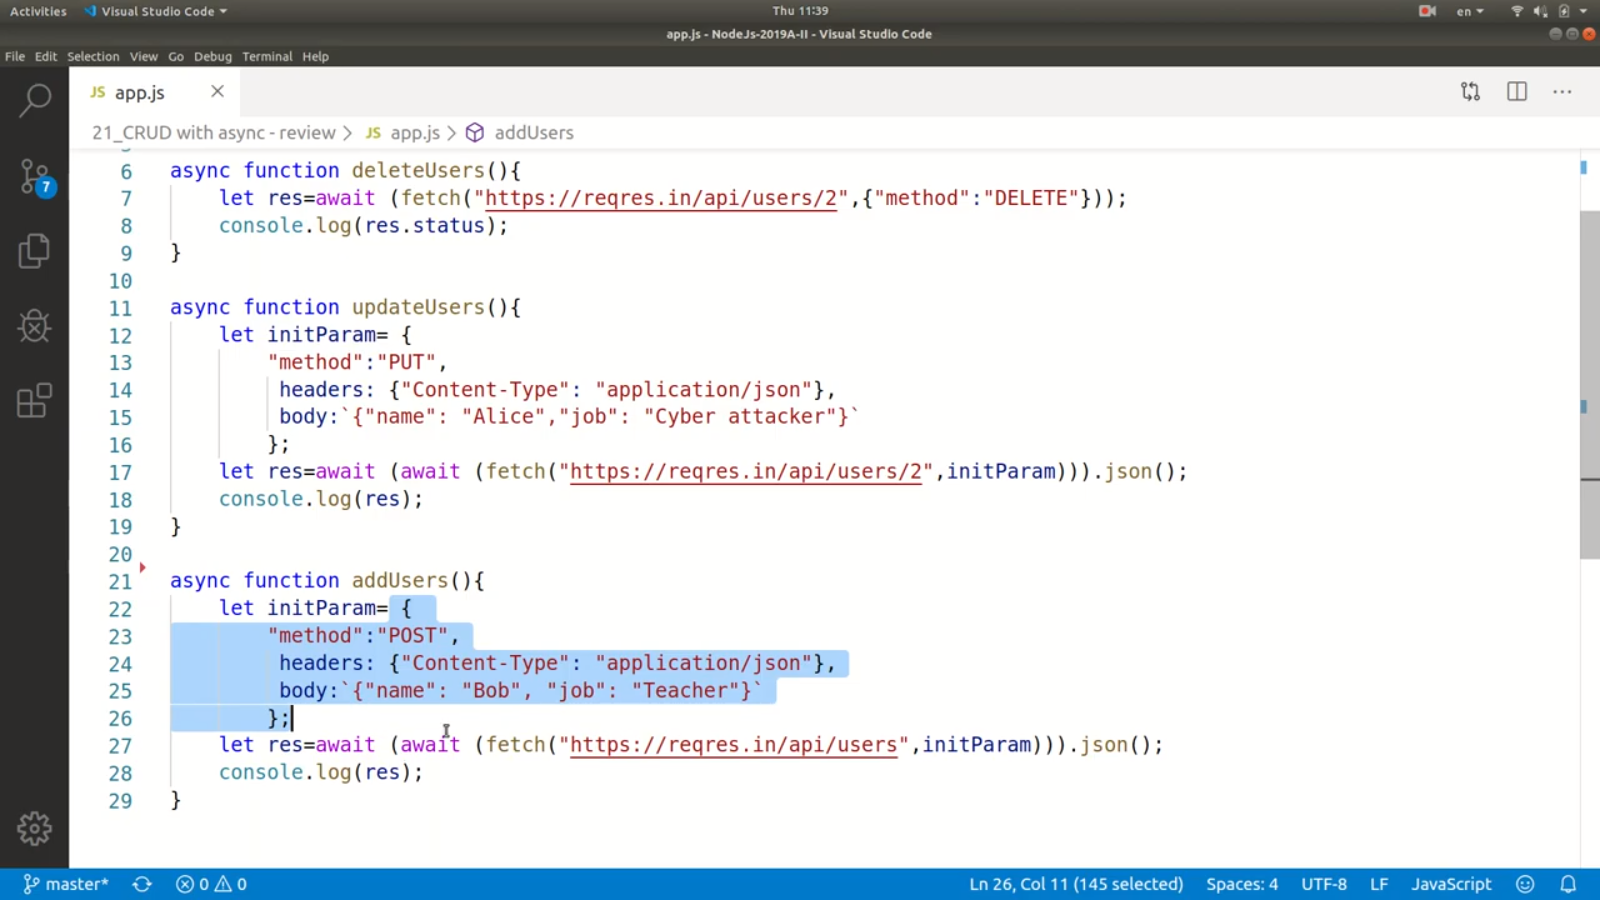 Activities Visual Studio Code Thu 11:39 en
app.js - NodeJs-2019A-II - Visual Studio Code
File Edit Selection View Go Debug Terminal Help
JS app.js
21_CRUD with async - review > JS app.js > addUsers
6 async function deleteUsers(){
7 let res=await (fetch("https://reqres.in/api/users/2",{"method":"DELETE"}));
8 console.log(res.status);
9 }
10
11 async function updateUsers(){
12 let initParam= {
13 "method":"PUT",
14 headers: {"Content-Type": "application/json"},
15 body:`{"name": "Alice","job": "Cyber attacker"}`
16 };
17 let res=await (await (fetch("https://reqres.in/api/users/2",initParam))).json();
18 console.log(res);
19 }
20
21 async function addUsers(){
22 let initParam= {
23 "method":"POST",
24 headers: {"Content-Type": "application/json"},
25 body:`{"name": "Bob", "job": "Teacher"}`
26 };
27 let res=await (await (fetch("https://reqres.in/api/users",initParam))).json();
28 console.log(res);
29 }
7
master* 0 0 Ln 26, Col 11 (145 selected) Spaces: 4 UTF-8 LF JavaScript